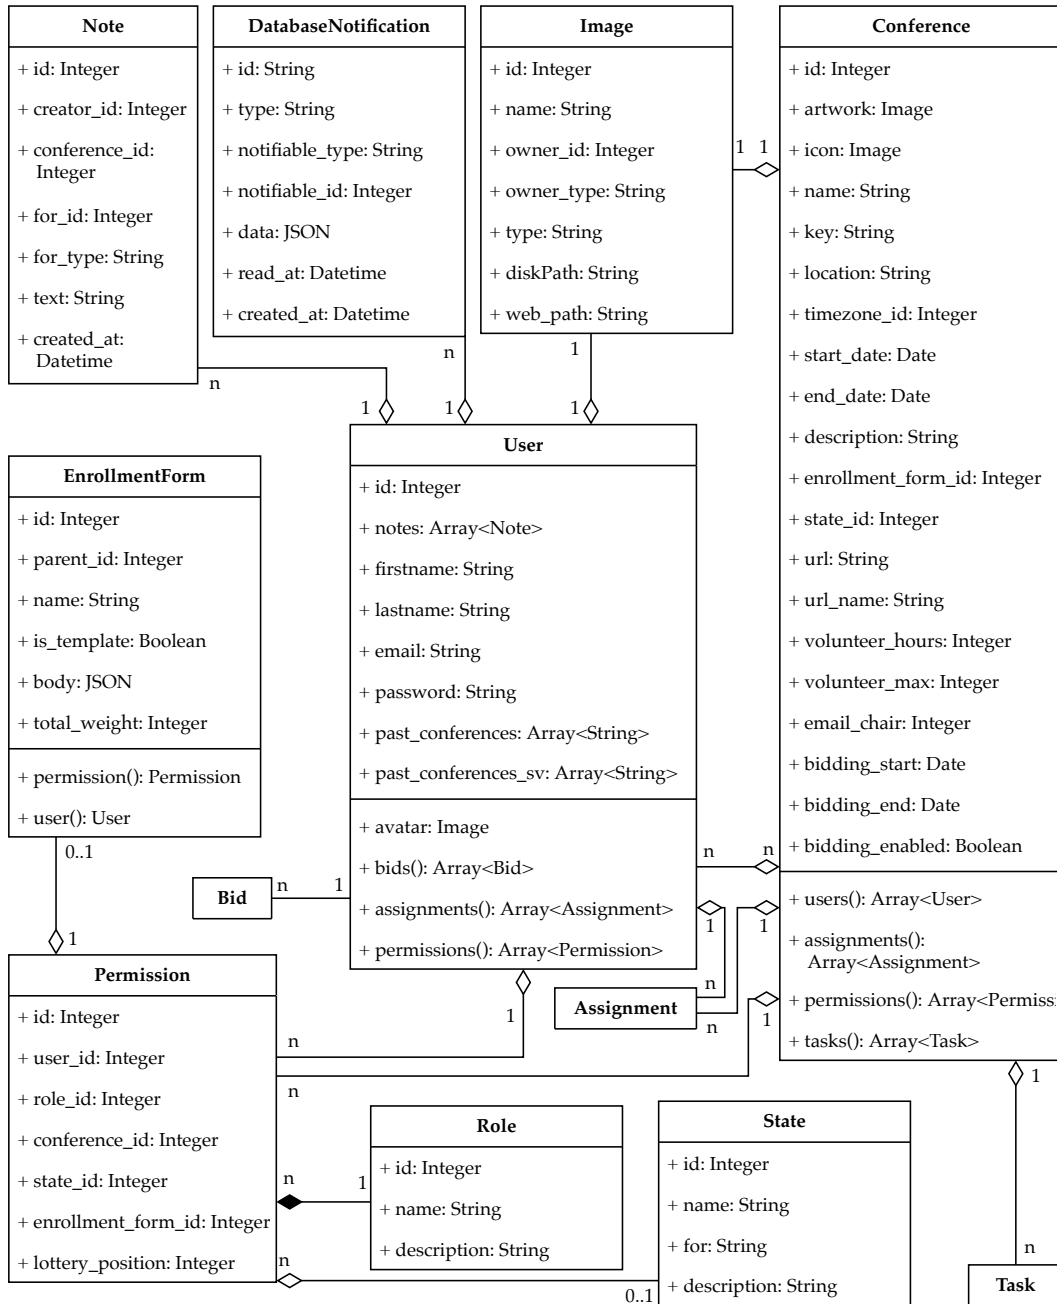 Note
+ id: Integer
+ creator_id: Integer
+ conference_id:
Integer
+ for_id: Integer
+ for_type: String
+ text: String
+ created_at:
Datetime
DatabaseNotification
+ id: String
+ type: String
+ notifiable_type: String
+ notifiable_id: Integer
+ data: JSON
+ read_at: Datetime
+ created_at: Datetime
Image
+ id: Integer
+ name: String
+ owner_id: Integer
+ owner_type: String
+ type: String
+ diskPath: String
+ web_path: String
Conference
+ id: Integer
+ artwork: Image
+ icon: Image
+ name: String
+ key: String
+ location: String
+ timezone_id: Integer
+ start_date: Date
+ end_date: Date
+ description: String
+ enrollment_form_id: Integer
+ state_id: Integer
+ url: String
+ url_name: String
+ volunteer_hours: Integer
+ volunteer_max: Integer
+ email_chair: Integer
+ bidding_start: Date
+ bidding_end: Date
+ bidding_enabled: Boolean
+ users(): Array<User>
+ assignments():
Array<Assignment>
+ permissions(): Array<Permissi
+ tasks(): Array<Task>
1 1
n
n
1
1
1
1
User
+ id: Integer
+ notes: Array<Note>
+ firstname: String
+ lastname: String
+ email: String
+ password: String
+ past_conferences: Array<String>
+ past_conferences_sv: Array<String>
+ avatar: Image
+ bids(): Array<Bid>
+ assignments(): Array<Assignment>
+ permissions(): Array<Permission>
EnrollmentForm
+ id: Integer
+ parent_id: Integer
+ name: String
+ is_template: Boolean
+ body: JSON
+ total_weight: Integer
+ permission(): Permission
+ user(): User
0..1
1
Bid
n 1
n n
1 1
n
n
1
1
Assignment
Permission
+ id: Integer
+ user_id: Integer
+ role_id: Integer
+ conference_id: Integer
+ state_id: Integer
+ enrollment_form_id: Integer
+ lottery_position: Integer
n
n
n 1
n
0..1
Role
+ id: Integer
+ name: String
+ description: String
State
+ id: Integer
+ name: String
+ for: String
+ description: String
1
n
Task